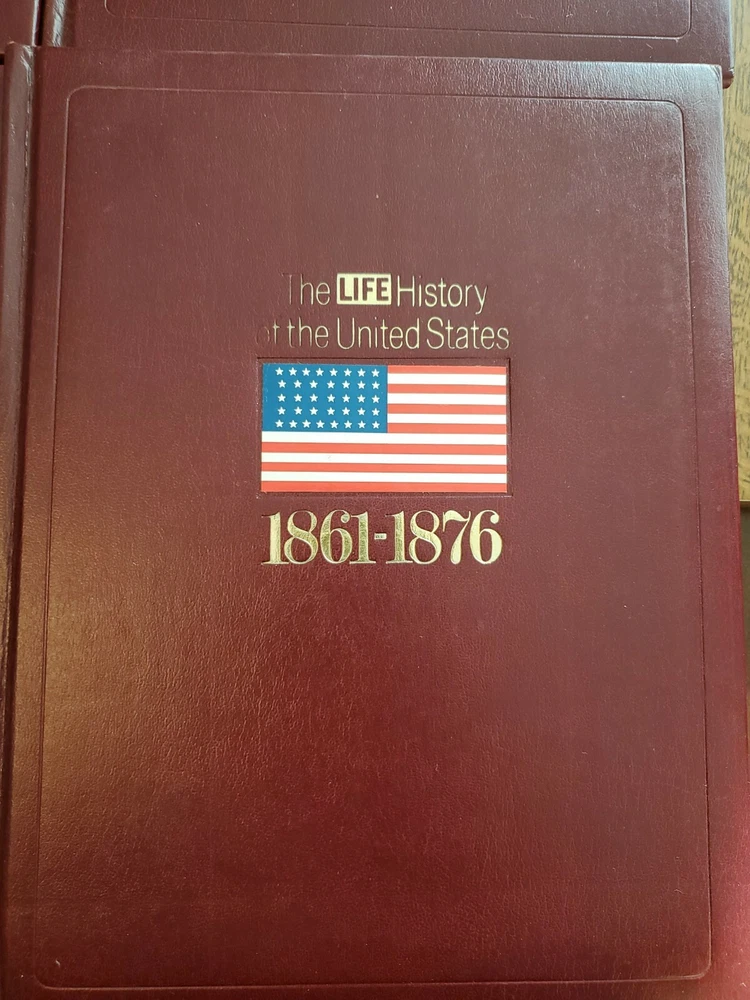 The LIFE History
of the United States
1861-1876